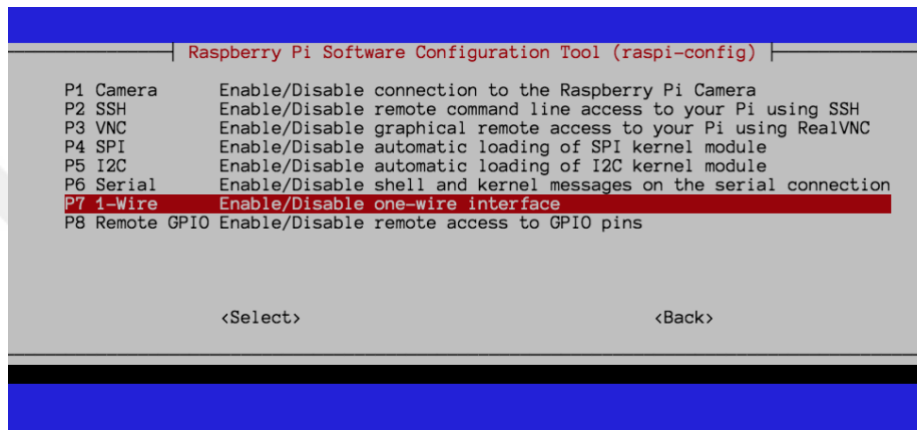 Raspberry Pi Software Configuration Tool (raspi-config)
P1 Camera Enable/Disable connection to the Raspberry Pi Camera
P2 SSH Enable/Disable remote command line access to your Pi using SSH
P3 VNC Enable/Disable graphical remote access to your Pi using RealVNC
P4 SPI Enable/Disable automatic loading of SPI kernel module
P5 I2C Enable/Disable automatic loading of I2C kernel module
P6 Serial Enable/Disable shell and kernel messages on the serial connection
P7 1-Wire Enable/Disable one-wire interface
P8 Remote GPIO Enable/Disable remote access to GPIO pins
<Select> <Back>